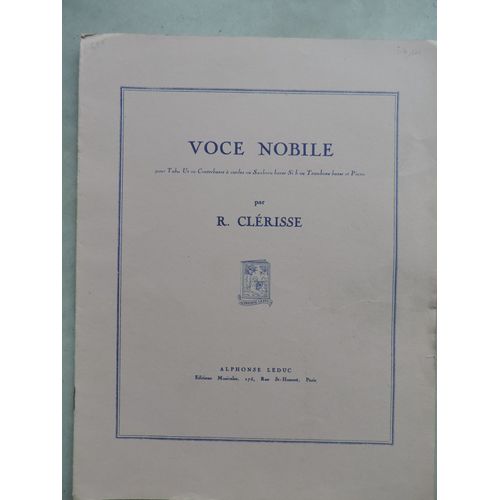 VOCE NOBILE
pour Tuba Ut ou Contrebasse à cordes ou Saxhorn basse Si b ou Trombone basse et Piano
par
R. CLÉRISSE
ALPHONSE LEDUC
Editions Musicales, 175, Rue St-Honoré, Paris